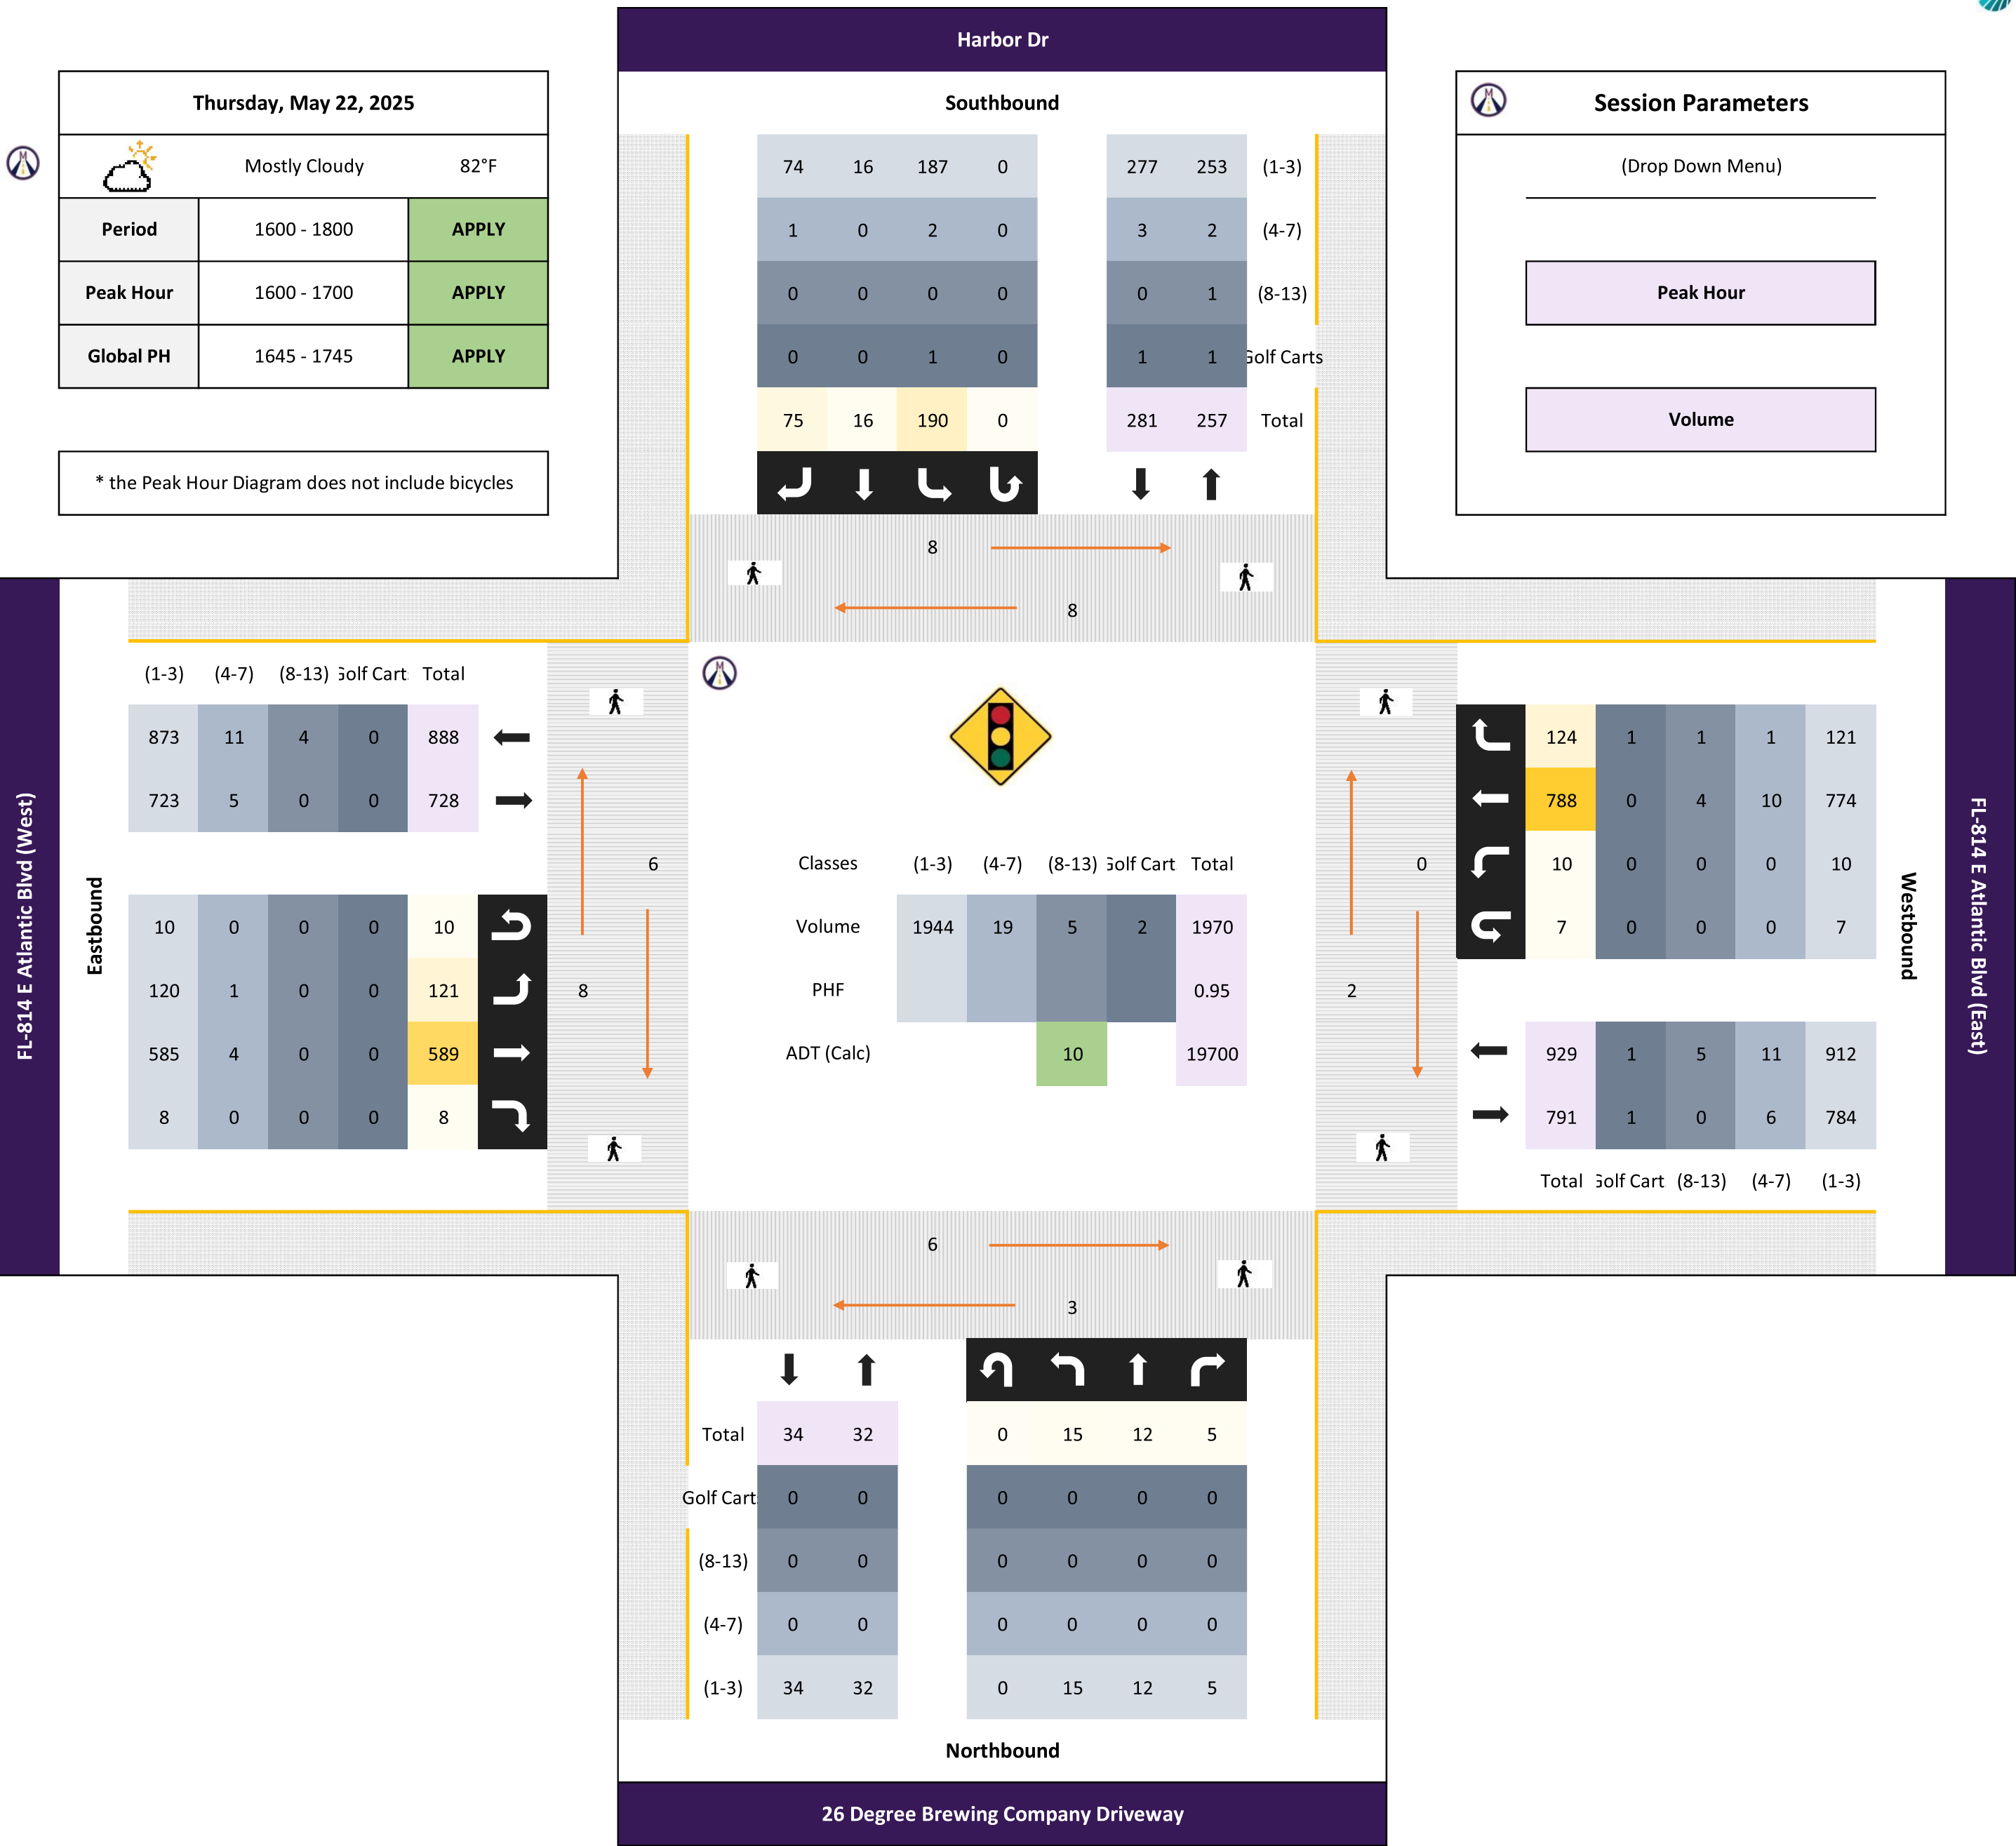 Harbor Dr
Thursday, May 22, 2025
Mostly Cloudy 82°F
Period 1600 - 1800 APPLY
Peak Hour 1600 - 1700 APPLY
Global PH 1645 - 1745 APPLY
* the Peak Hour Diagram does not include bicycles
Southbound
74 16 187 0 277 253 (1-3)
1 0 2 0 3 2 (4-7)
0 0 0 0 0 1 (8-13)
0 0 1 0 1 1 Golf Carts
75 16 190 0 281 257 Total
M
Session Parameters
(Drop Down Menu)
Peak Hour
Volume
8
8
FL-814 E Atlantic Blvd (West)
Eastbound
(1-3) (4-7) (8-13) Golf Cart Total
873 11 4 0 888
723 5 0 0 728
10 0 0 0 10
120 1 0 0 121
585 4 0 0 589
8 0 0 0 8
6
8
Classes (1-3) (4-7) (8-13) Golf Cart Total
Volume 1944 19 5 2 1970
PHF 0.95
ADT (Calc) 10 19700
0
2
124 1 1 1 121
788 0 4 10 774
10 0 0 0 10
7 0 0 0 7
929 1 5 11 912
791 1 0 6 784
Total Golf Cart (8-13) (4-7) (1-3)
Westbound
FL-814 E Atlantic Blvd (East)
6
3
Total 34 32 0 15 12 5
Golf Cart 0 0 0 0 0 0
(8-13) 0 0 0 0 0 0
(4-7) 0 0 0 0 0 0
(1-3) 34 32 0 15 12 5
Northbound
26 Degree Brewing Company Driveway